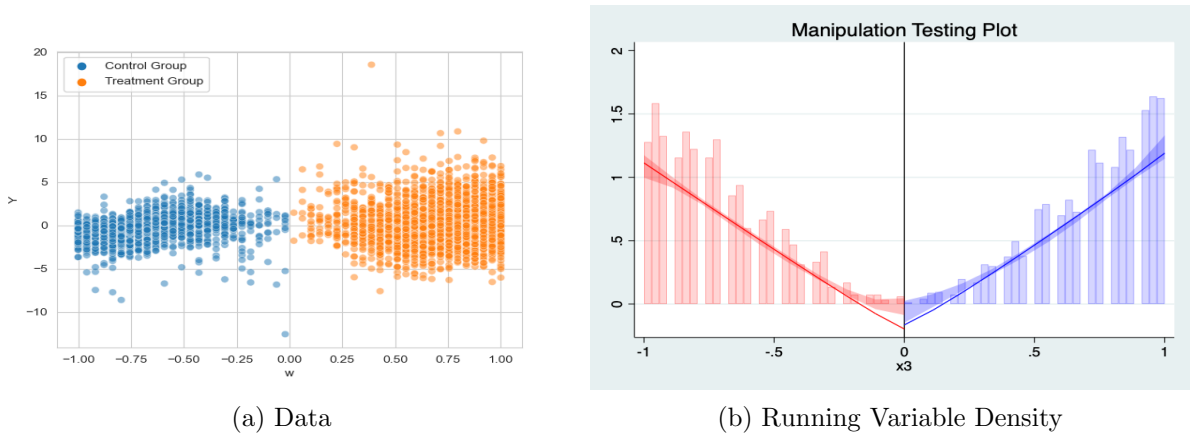 20
15
10
5
0
−5
−10
Y
Control Group
Treatment Group
−1.00 −0.75 −0.50 −0.25 0.00 0.25 0.50 0.75 1.00
w
(a) Data
Manipulation Testing Plot
2
1.5
1
.5
0
-1 -.5 0 .5 1
x3
(b) Running Variable Density